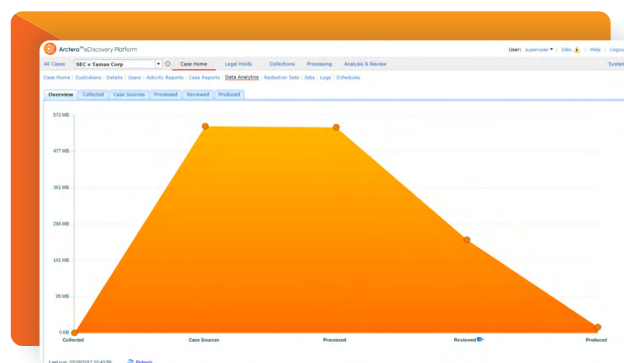 Arctera™ eDiscovery Platform
User: superuser | Jobs | Help | Logou
All Cases SEC v Tamas Corp Case Home Legal Holds Collections Processing Analysis & Review System
Case Home | Custodians | Details | Users | Activity Reports | Case Reports | Data Analytics | Redaction Sets | Jobs | Logs | Schedules
Overview Collected Case Sources Processed Reviewed Produced
572 MB
477 MB
381 MB
286 MB
191 MB
95 MB
0 MB
Collected Case Sources Processed Reviewed Produced
Refresh